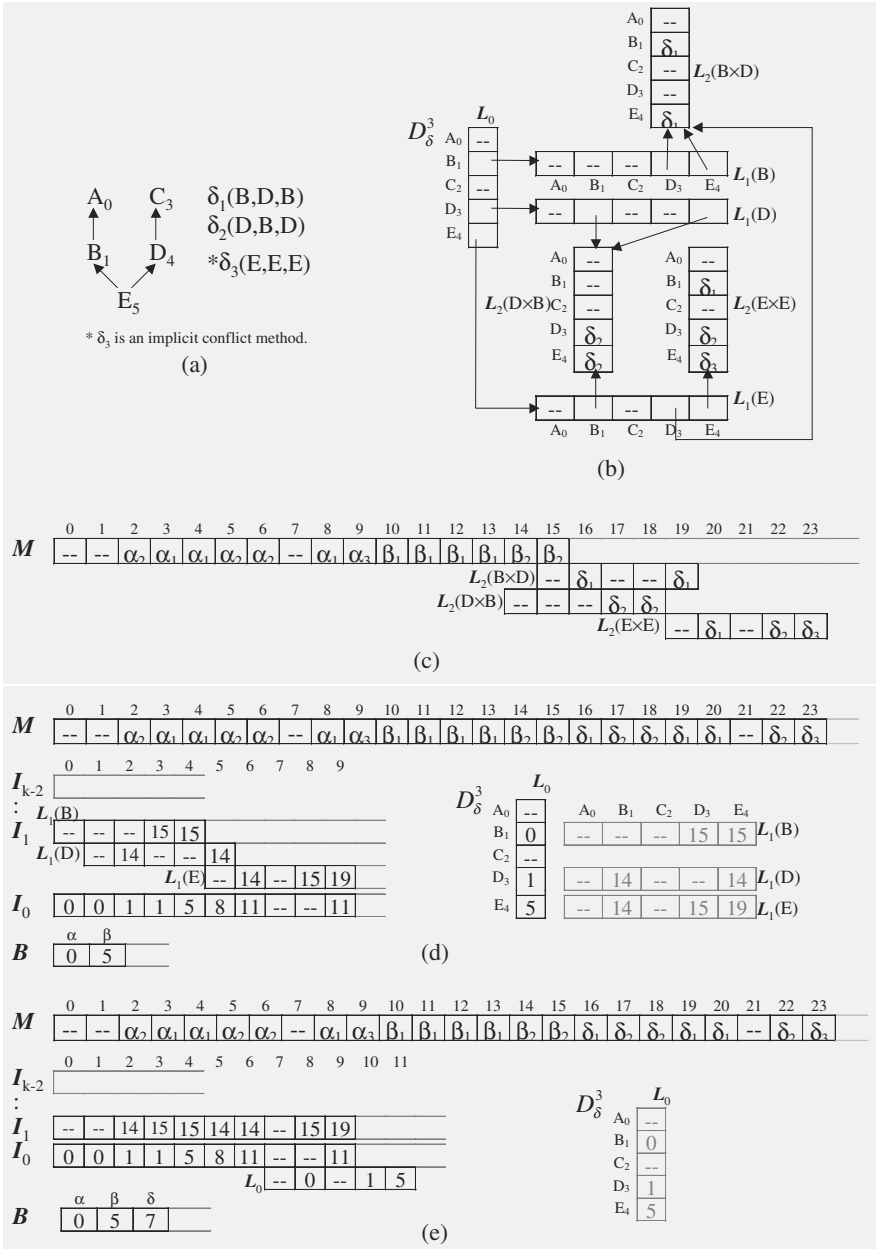 A₀ C₃ δ₁(B,D,B)
δ₂(D,B,D)
B₁ D₄ *δ₃(E,E,E)
E₅
* δ₃ is an implicit conflict method.
(a)
A₀ --
B₁ δ₁
C₂ -- L₂(B×D)
D₃ --
E₄ δ₁
D_δ^3 L₀
A₀ --
B₁
C₂ --
D₃
E₄
-- -- -- L₁(B)
A₀ B₁ C₂ D₃ E₄
-- -- -- L₁(D)
A₀ --
B₁ --
L₂(D×B) C₂ --
D₃ δ₂
E₄ δ₂
A₀ --
B₁ δ₁
C₂ -- L₂(E×E)
D₃ δ₂
E₄ δ₃
-- -- L₁(E)
A₀ B₁ C₂ D₃ E₄
(b)
0 1 2 3 4 5 6 7 8 9 10 11 12 13 14 15 16 17 18 19 20 21 22 23
M -- -- α₂ α₁ α₁ α₂ α₂ -- α₁ α₃ β₁ β₁ β₁ β₁ β₂ β₂
L₂(B×D) -- δ₁ -- -- δ₁
L₂(D×B) -- -- -- δ₂ δ₂
L₂(E×E) -- δ₁ -- δ₂ δ₃
(c)
0 1 2 3 4 5 6 7 8 9 10 11 12 13 14 15 16 17 18 19 20 21 22 23
M -- -- α₂ α₁ α₁ α₂ α₂ -- α₁ α₃ β₁ β₁ β₁ β₁ β₂ β₂ δ₁ δ₂ δ₂ δ₁ δ₁ -- δ₂ δ₃
0 1 2 3 4 5 6 7 8 9
I_{k-2}
:
L₁(B)
I₁ -- -- -- 15 15
L₁(D) -- 14 -- -- 14
L₁(E) -- 14 -- 15 19
I₀ 0 0 1 1 5 8 11 -- -- 11
α β
B 0 5
D_δ^3 L₀
A₀ --
B₁ 0
C₂ --
D₃ 1
E₄ 5
A₀ B₁ C₂ D₃ E₄
-- -- -- 15 15 L₁(B)
-- 14 -- -- 14 L₁(D)
-- 14 -- 15 19 L₁(E)
(d)
0 1 2 3 4 5 6 7 8 9 10 11 12 13 14 15 16 17 18 19 20 21 22 23
M -- -- α₂ α₁ α₁ α₂ α₂ -- α₁ α₃ β₁ β₁ β₁ β₁ β₂ β₂ δ₁ δ₂ δ₂ δ₁ δ₁ -- δ₂ δ₃
0 1 2 3 4 5 6 7 8 9 10 11
I_{k-2}
:
I₁ -- -- 14 15 15 14 14 -- 15 19
I₀ 0 0 1 1 5 8 11 -- -- 11
L₀ -- 0 -- 1 5
α β δ
B 0 5 7
D_δ^3 L₀
A₀ --
B₁ 0
C₂ --
D₃ 1
E₄ 5
(e)